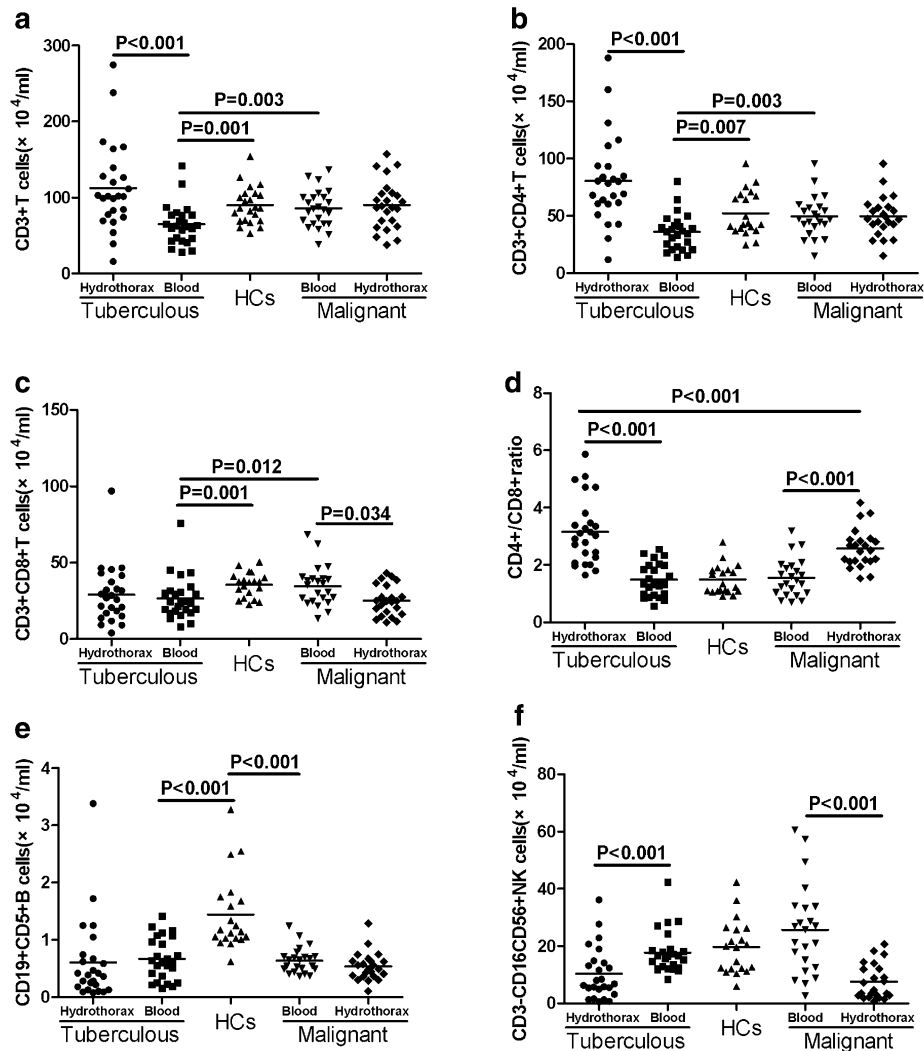 a
P<0.001
P=0.003
P=0.001
CD3+T cells(× 10⁴/ml)
300
200
100
0
Hydrothorax Blood HCs Blood Hydrothorax
Tuberculous Malignant
b
P<0.001
P=0.003
P=0.007
CD3+CD4+T cells(× 10⁴/ml)
200
150
100
50
0
Hydrothorax Blood HCs Blood Hydrothorax
Tuberculous Malignant
c
P=0.012
P=0.001
P=0.034
CD3+CD8+T cells(× 10⁴/ml)
150
100
50
0
Hydrothorax Blood HCs Blood Hydrothorax
Tuberculous Malignant
d
P<0.001
P<0.001
P<0.001
CD4+/CD8+ratio
8
6
4
2
0
Hydrothorax Blood HCs Blood Hydrothorax
Tuberculous Malignant
e
P<0.001
P<0.001
CD19+CD5+B cells(× 10⁴/ml)
4
3
2
1
0
Hydrothorax Blood HCs Blood Hydrothorax
Tuberculous Malignant
f
P<0.001
P<0.001
CD3-CD16CD56+NK cells(× 10⁴/ml)
80
60
40
20
0
Hydrothorax Blood HCs Blood Hydrothorax
Tuberculous Malignant